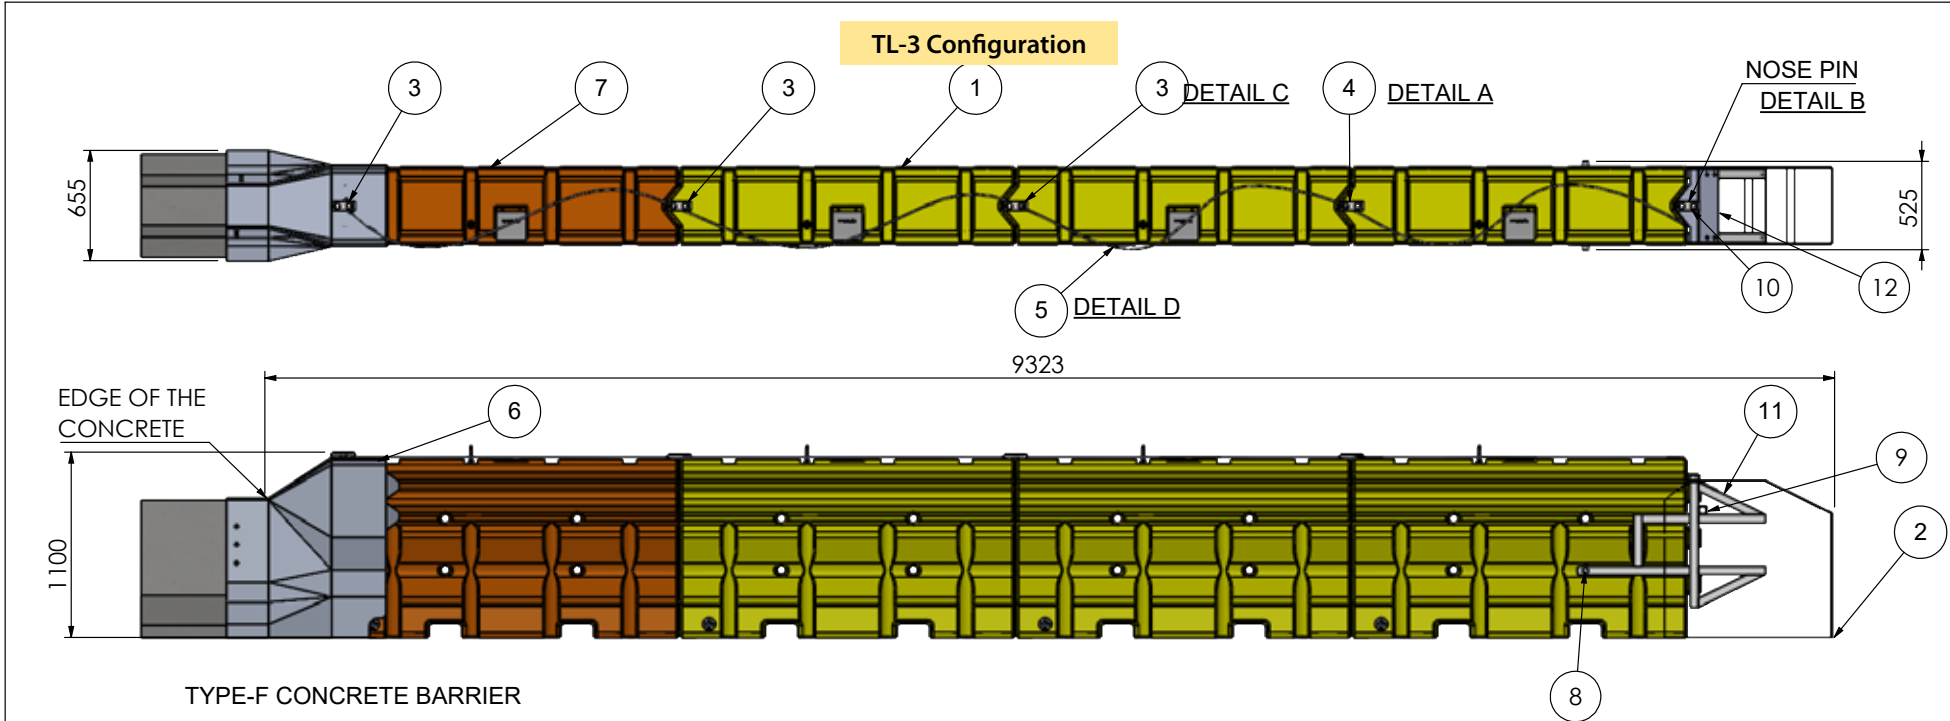 TL-3 Configuration
3
7
3
1
3
DETAIL C
4
DETAIL A
NOSE PIN
DETAIL B
655
525
10
12
5
DETAIL D
9323
EDGE OF THE
CONCRETE
6
11
9
1100
2
8
TYPE-F CONCRETE BARRIER